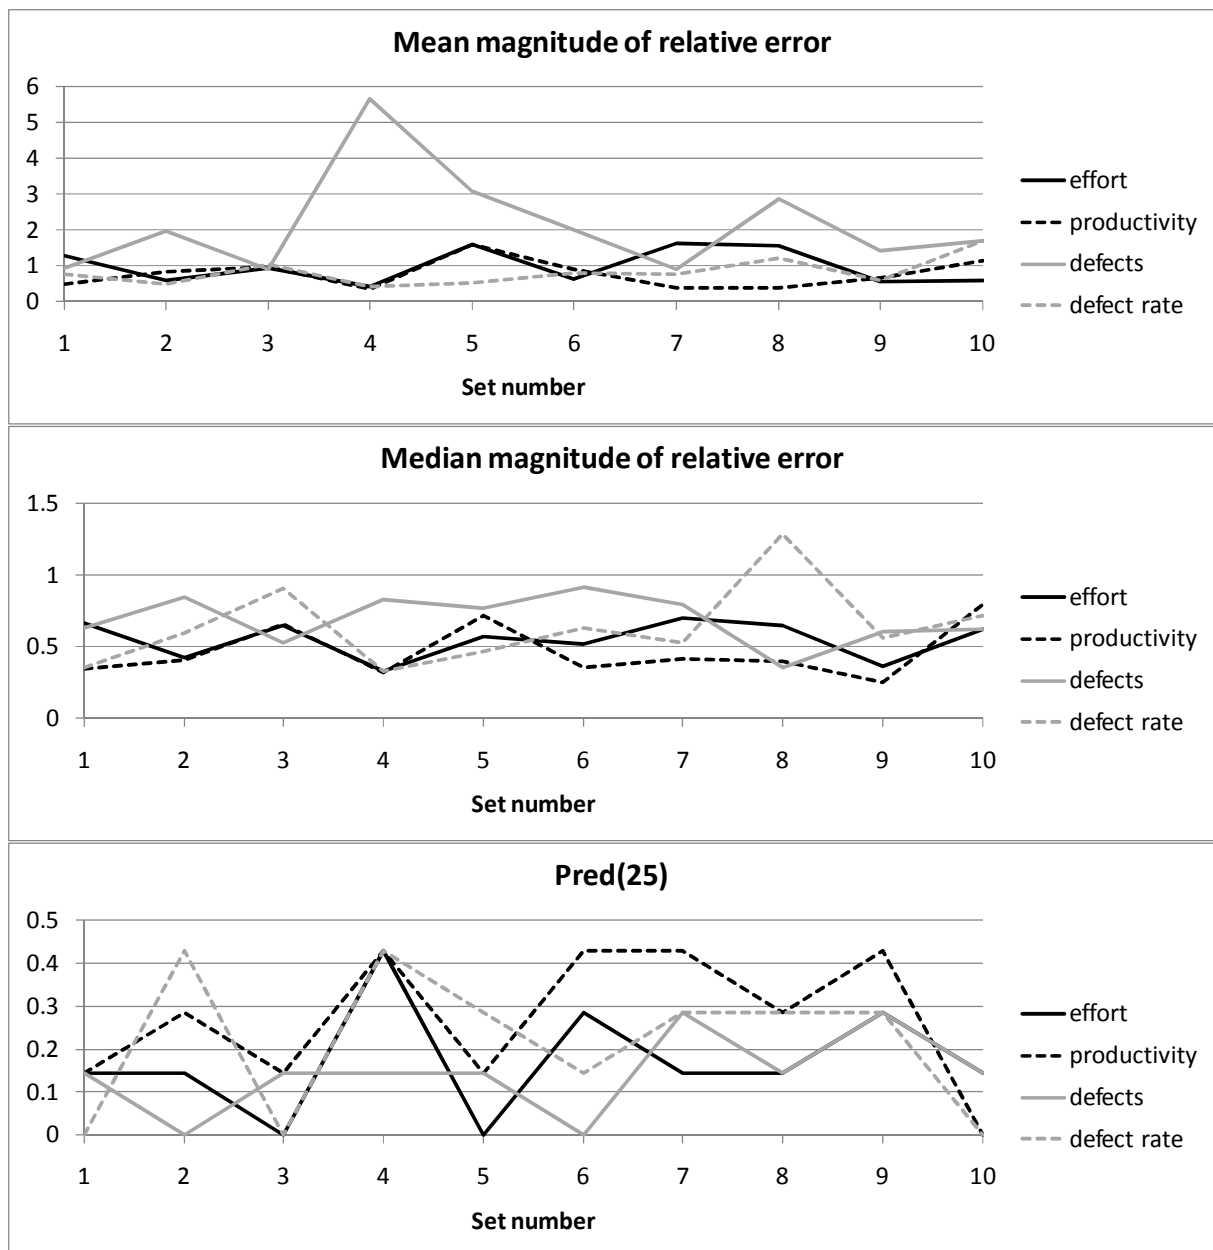 Mean magnitude of relative error
6
5
4
3
2
1
0
1 2 3 4 5 6 7 8 9 10
Set number
effort
productivity
defects
defect rate
Median magnitude of relative error
1.5
1
0.5
0
1 2 3 4 5 6 7 8 9 10
Set number
effort
productivity
defects
defect rate
Pred(25)
0.5
0.4
0.3
0.2
0.1
0
1 2 3 4 5 6 7 8 9 10
Set number
effort
productivity
defects
defect rate